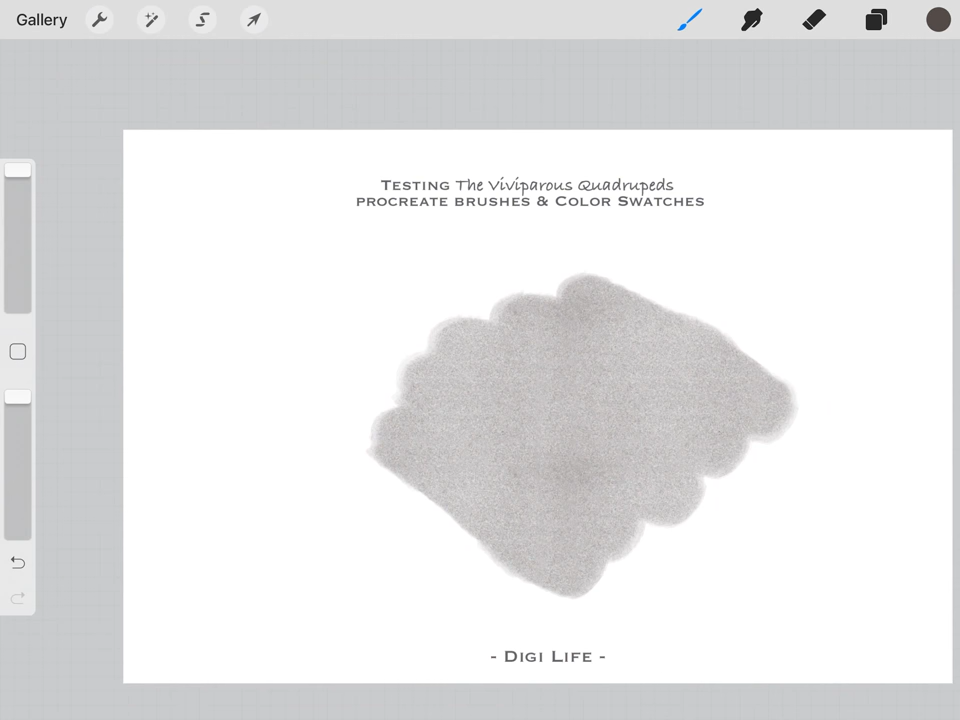 Gallery
Testing The Viviparous Quadrupeds
procreate brushes & Color Swatches
- Digi Life -